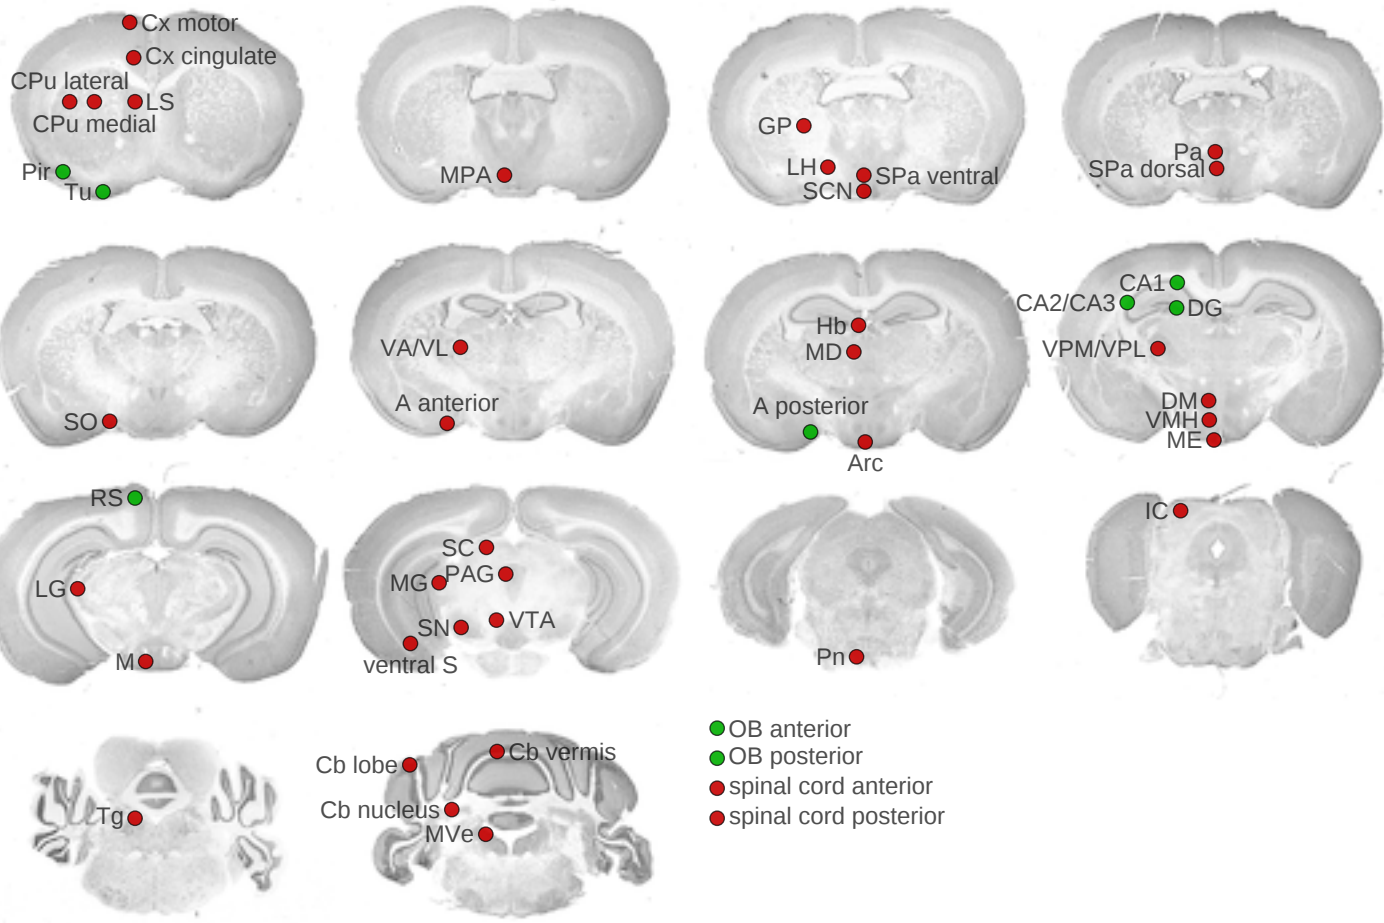 Cx motor
Cx cingulate
CPu lateral
LS
CPu medial
Pir
Tu
MPA
GP
LH
SPa ventral
SCN
Pa
SPa dorsal
SO
VA/VL
A anterior
Hb
MD
A posterior
Arc
CA1
CA2/CA3
DG
VPM/VPL
DM
VMH
ME
RS
LG
M
SC
MG
PAG
SN
VTA
ventral S
Pn
IC
Tg
Cb lobe
Cb vermis
Cb nucleus
MVe
OB anterior
OB posterior
spinal cord anterior
spinal cord posterior